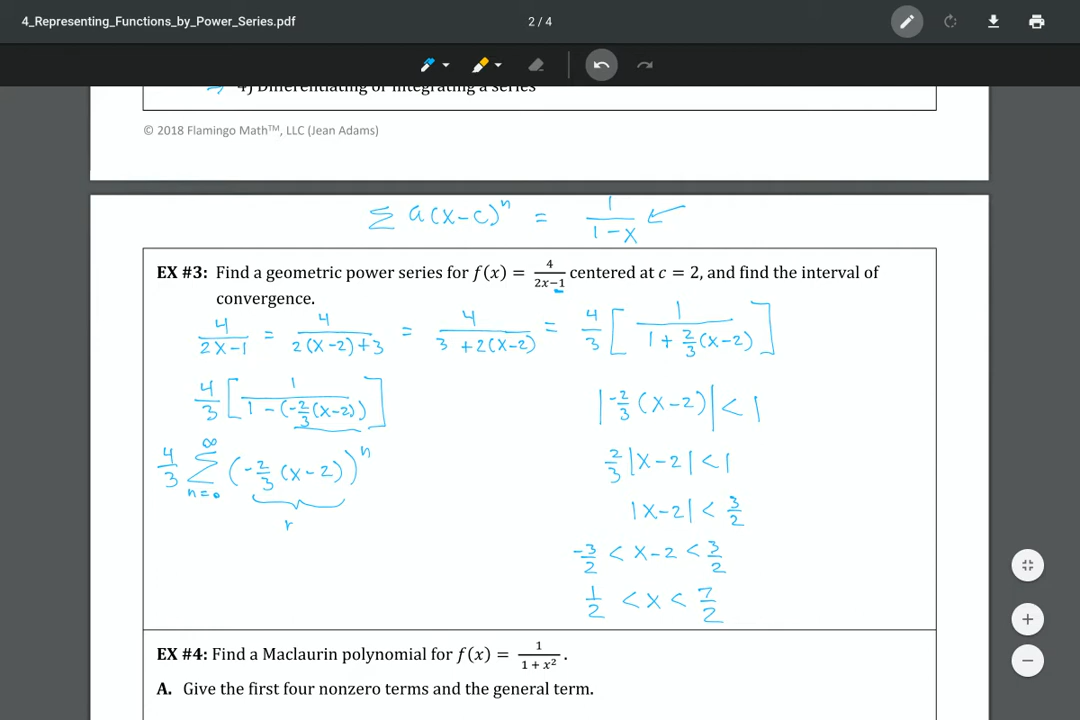 4_Representing_Functions_by_Power_Series.pdf
2 / 4
→ 4) Differentiating or integrating a series
© 2018 Flamingo Math™, LLC (Jean Adams)
Σ a(x-c)^n = 1/(1-x) ↙
EX #3: Find a geometric power series for f(x) = 4/(2x-1) centered at c = 2, and find the interval of
convergence.
4/(2x-1) = 4/(2(x-2)+3) = 4/(3+2(x-2)) = 4/3 [ 1/(1+2/3(x-2)) ]
4/3 [ 1/(1-(-2/3(x-2))) ]
4/3 Σ_{n=0}^{∞} (-2/3(x-2))^n
r
|-2/3(x-2)| < 1
2/3|x-2| < 1
|x-2| < 3/2
-3/2 < x-2 < 3/2
1/2 < x < 7/2
EX #4: Find a Maclaurin polynomial for f(x) = 1/(1 + x²).
A. Give the first four nonzero terms and the general term.